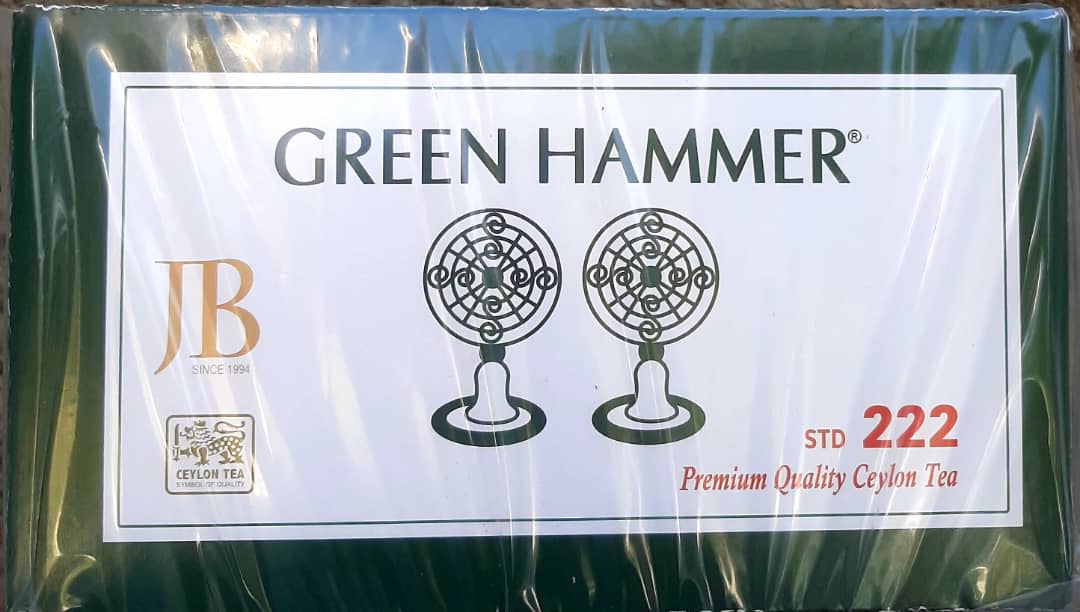 GREEN HAMMER®
JB
SINCE 1994
CEYLON TEA
SYMBOL OF QUALITY
STD 222
Premium Quality Ceylon Tea